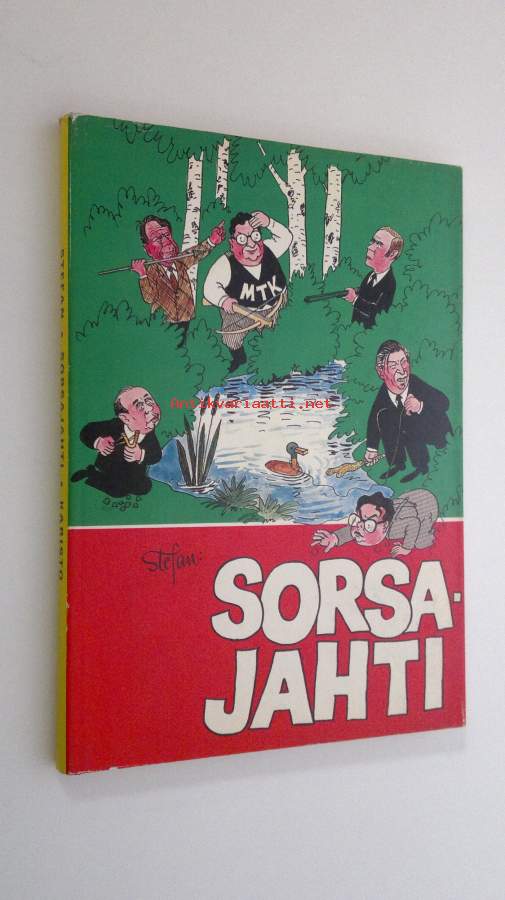 STEFAN • SORSAJAHTI • KARISTO
MTK
Antikvariaatti.net
Stefan:
SORSA-
JAHTI